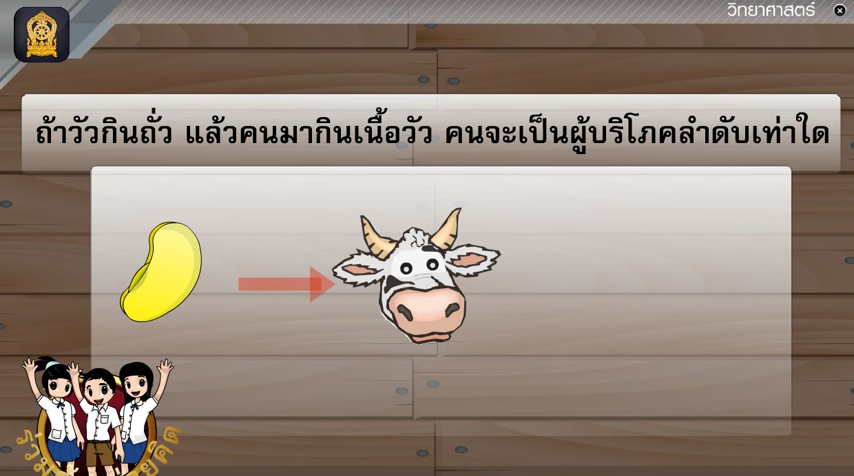 วิทยาศาสตร์
ถ้าวัวกินถั่ว แล้วคนมากินเนื้อวัว คนจะเป็นผู้บริโภคลำดับเท่าใด